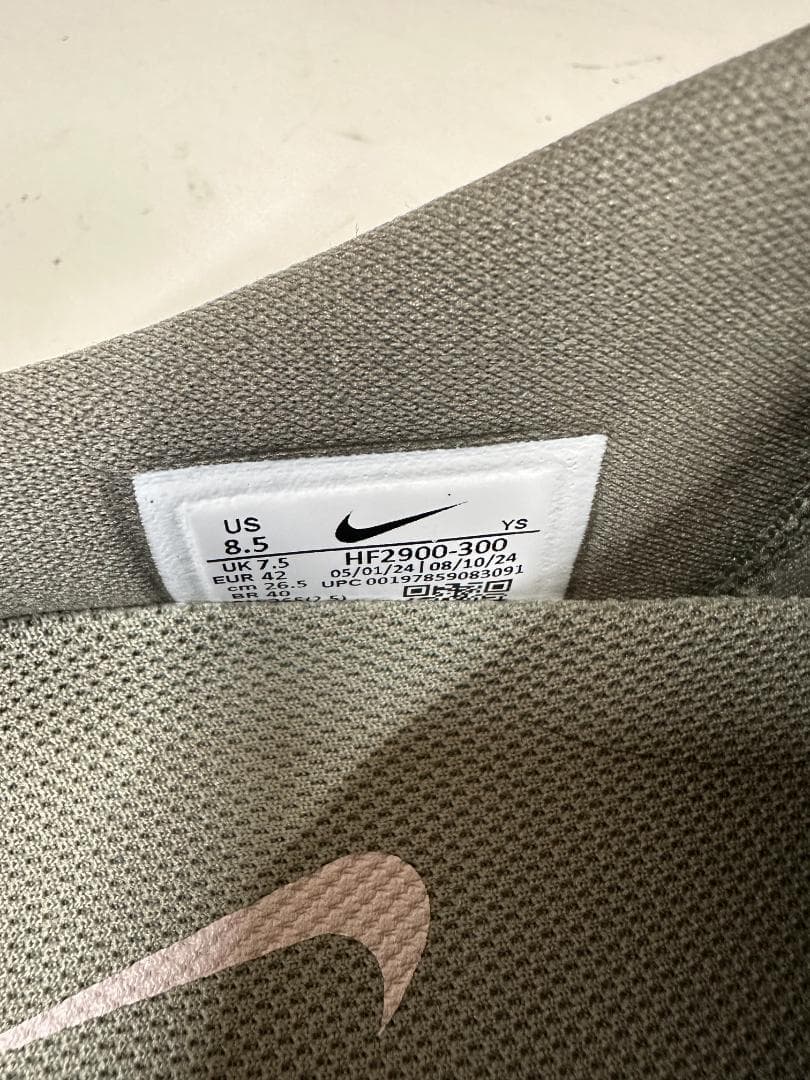 US
8.5
YS
UK 7.5
HF2900-300
EUR 42
05/01/24 | 08/10/24
cm 26.5
UPC 00197859083091
BR 40